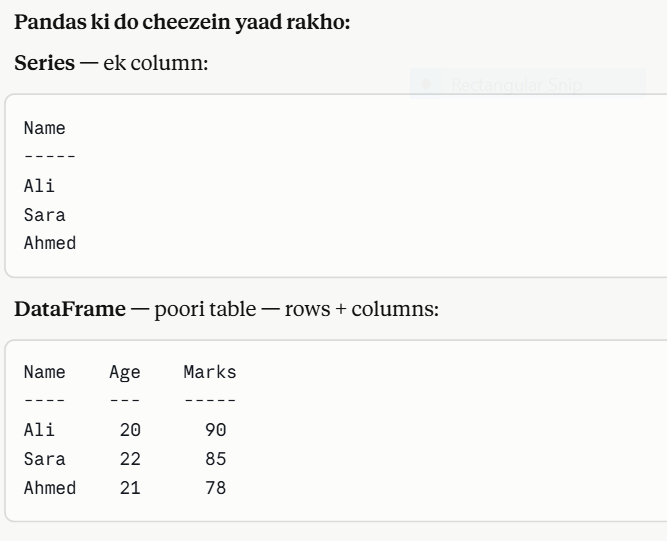 Pandas ki do cheezein yaad rakho:
Series — ek column:
Rectangular Snip
Name
-----
Ali
Sara
Ahmed
DataFrame — poori table — rows + columns:
Name    Age    Marks
----    ---    -----
Ali      20      90
Sara     22      85
Ahmed    21      78